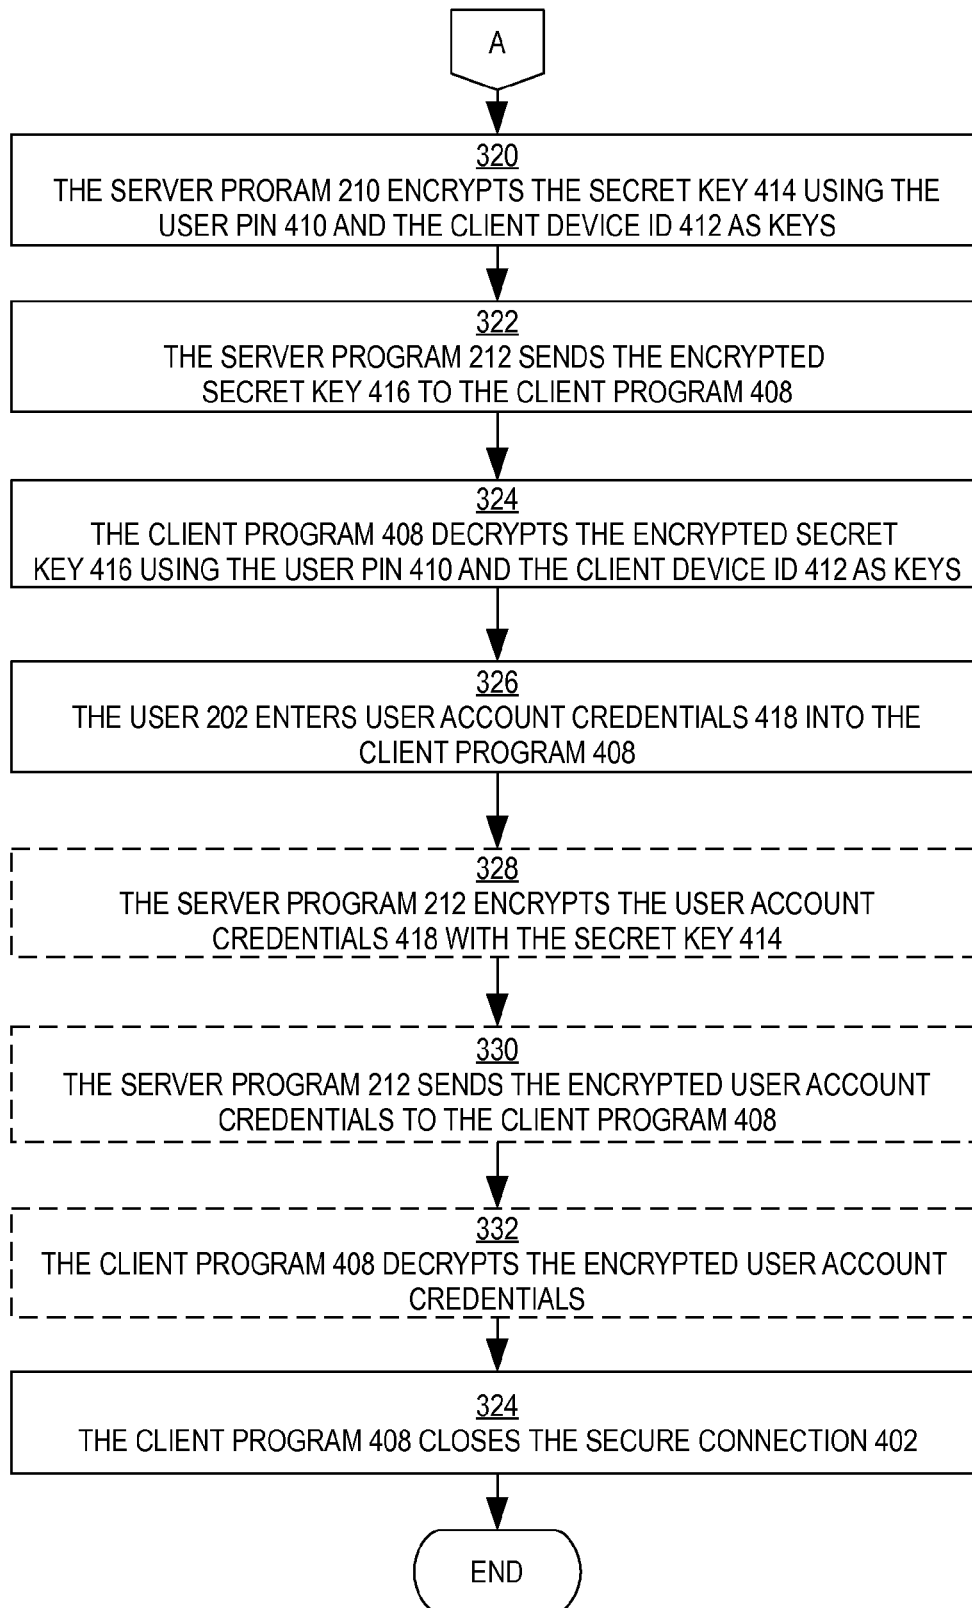 A
320
THE SERVER PRORAM 210 ENCRYPTS THE SECRET KEY 414 USING THE
USER PIN 410 AND THE CLIENT DEVICE ID 412 AS KEYS
322
THE SERVER PROGRAM 212 SENDS THE ENCRYPTED
SECRET KEY 416 TO THE CLIENT PROGRAM 408
324
THE CLIENT PROGRAM 408 DECRYPTS THE ENCRYPTED SECRET
KEY 416 USING THE USER PIN 410 AND THE CLIENT DEVICE ID 412 AS KEYS
326
THE USER 202 ENTERS USER ACCOUNT CREDENTIALS 418 INTO THE
CLIENT PROGRAM 408
328
THE SERVER PROGRAM 212 ENCRYPTS THE USER ACCOUNT
CREDENTIALS 418 WITH THE SECRET KEY 414
330
THE SERVER PROGRAM 212 SENDS THE ENCRYPTED USER ACCOUNT
CREDENTIALS TO THE CLIENT PROGRAM 408
332
THE CLIENT PROGRAM 408 DECRYPTS THE ENCRYPTED USER ACCOUNT
CREDENTIALS
324
THE CLIENT PROGRAM 408 CLOSES THE SECURE CONNECTION 402
END